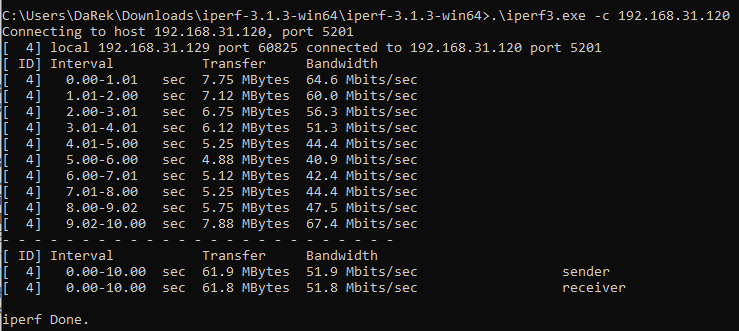 C:\Users\DaRek\Downloads\iperf-3.1.3-win64\iperf-3.1.3-win64>.\iperf3.exe -c 192.168.31.120
Connecting to host 192.168.31.120, port 5201
[  4] local 192.168.31.129 port 60825 connected to 192.168.31.120 port 5201
[ ID] Interval           Transfer     Bandwidth
[  4]   0.00-1.01   sec  7.75 MBytes  64.6 Mbits/sec
[  4]   1.01-2.00   sec  7.12 MBytes  60.0 Mbits/sec
[  4]   2.00-3.01   sec  6.75 MBytes  56.3 Mbits/sec
[  4]   3.01-4.01   sec  6.12 MBytes  51.3 Mbits/sec
[  4]   4.01-5.00   sec  5.25 MBytes  44.4 Mbits/sec
[  4]   5.00-6.00   sec  4.88 MBytes  40.9 Mbits/sec
[  4]   6.00-7.01   sec  5.12 MBytes  42.4 Mbits/sec
[  4]   7.01-8.00   sec  5.25 MBytes  44.4 Mbits/sec
[  4]   8.00-9.02   sec  5.75 MBytes  47.5 Mbits/sec
[  4]   9.02-10.00  sec  7.88 MBytes  67.4 Mbits/sec
- - - - - - - - - - - - - - - - - - - - - - - - -
[ ID] Interval           Transfer     Bandwidth
[  4]   0.00-10.00  sec  61.9 MBytes  51.9 Mbits/sec                  sender
[  4]   0.00-10.00  sec  61.8 MBytes  51.8 Mbits/sec                  receiver
iperf Done.